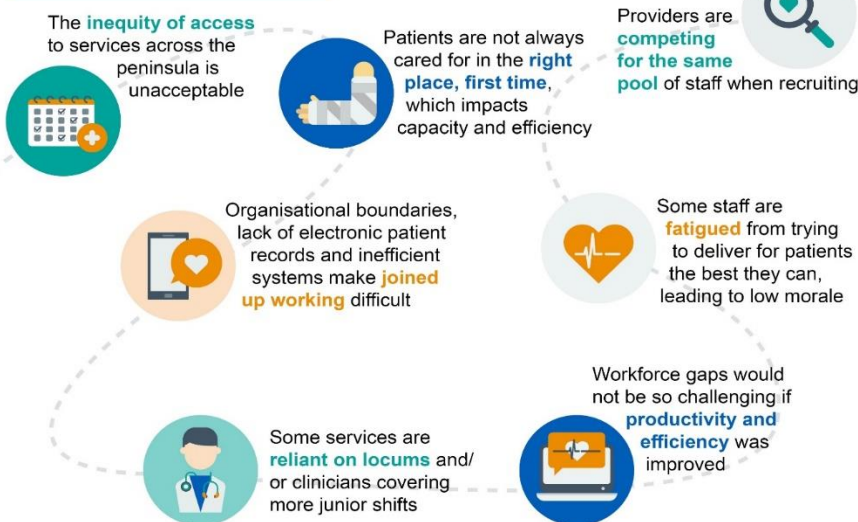 The inequity of access
to services across the
peninsula is
unacceptable
Patients are not always
cared for in the right
place, first time,
which impacts
capacity and efficiency
Providers are
competing
for the same
pool of staff when recruiting
Organisational boundaries,
lack of electronic patient
records and inefficient
systems make joined
up working difficult
Some staff are
fatigued from trying
to deliver for patients
the best they can,
leading to low morale
Some services are
reliant on locums and/
or clinicians covering
more junior shifts
Workforce gaps would
not be so challenging if
productivity and
efficiency was
improved